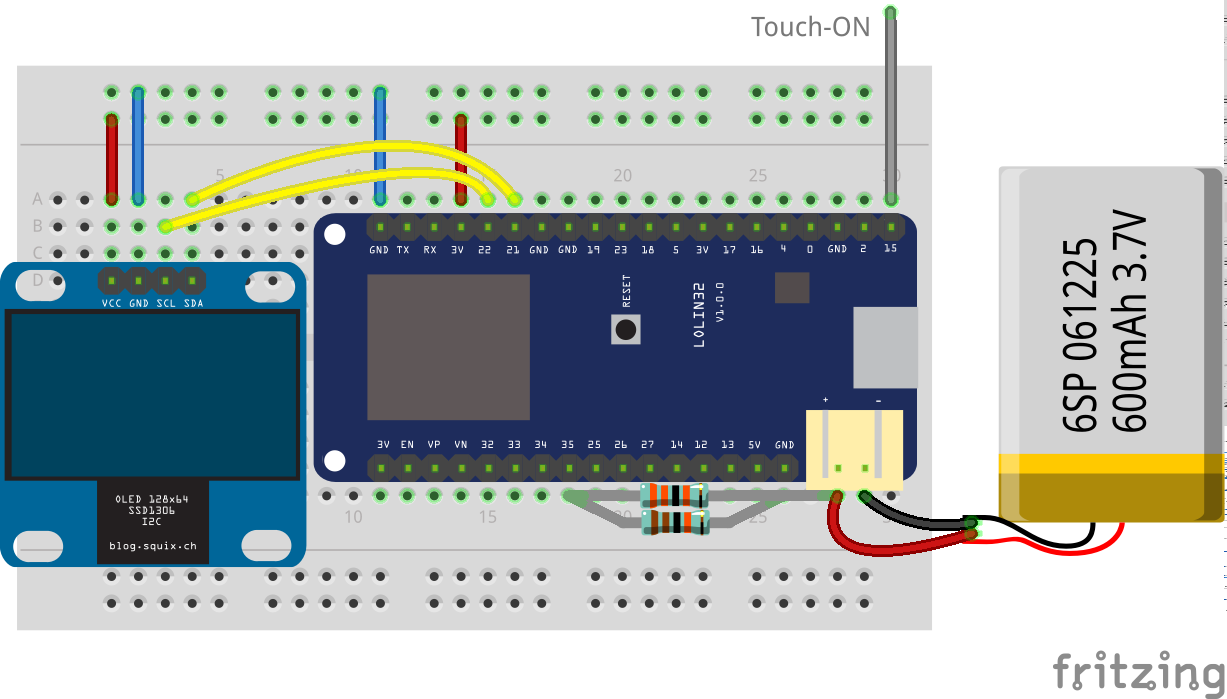 Touch-ON
5 10 15 20 25 30
A
B
C
D
GND TX RX 3V 22 21 GND GND 19 23 18 5 3V 17 16 4 0 GND 2 15
VCC GND SCL SDA
RESET
LOLIN32
V1.0.0
+ -
6SP 061225
600mAh 3.7V
3V EN VP VN 32 33 34 35 25 26 27 14 12 13 5V GND
OLED 128x64
SSD1306
I2C
blog.squix.ch
10 15 25
fritzing